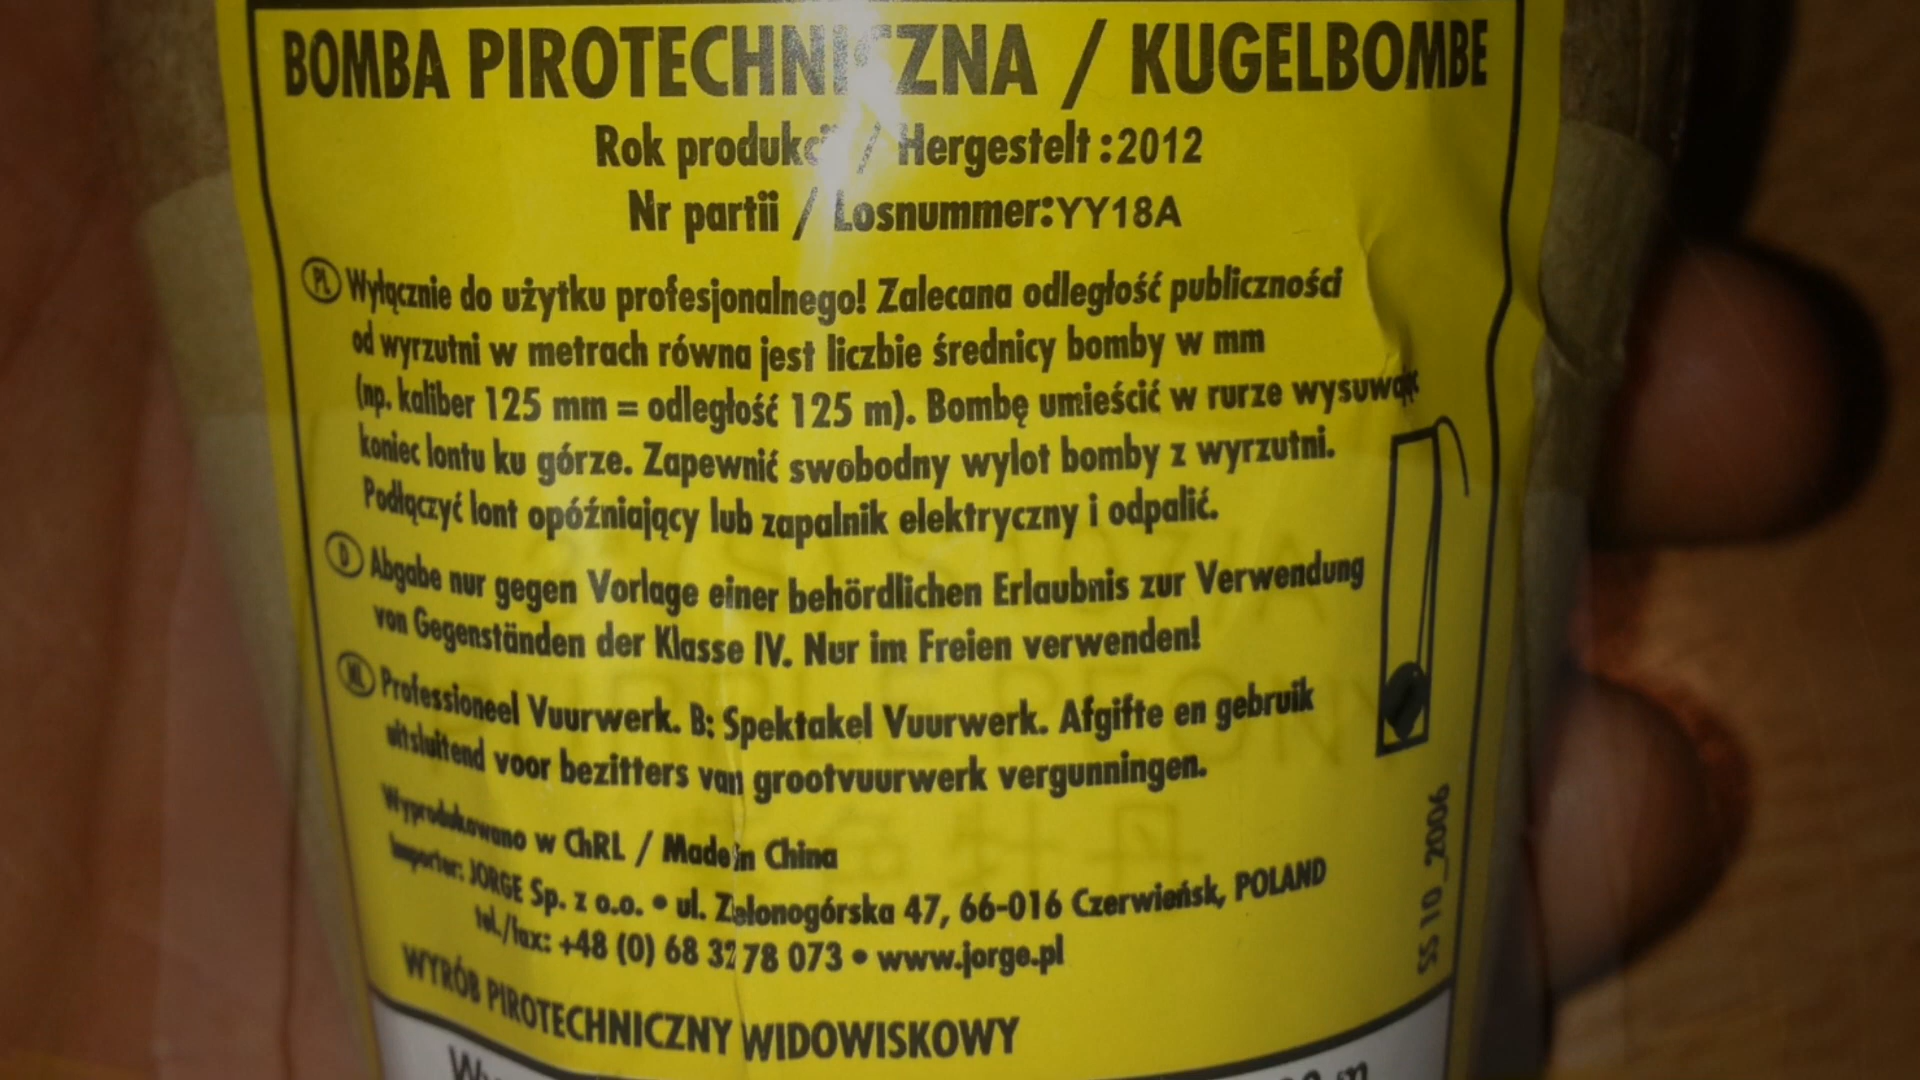 BOMBA PIROTECHNICZNA / KUGELBOMBE
Rok produkcji / Hergestelt :2012
Nr partii / Losnummer:YY18A
PL Wyłącznie do użytku profesjonalnego! Zalecana odległość publiczności
od wyrzutni w metrach równa jest liczbie średnicy bomby w mm
(np. kaliber 125 mm = odległość 125 m). Bombę umieścić w rurze wysuwając
koniec lontu ku górze. Zapewnić swobodny wylot bomby z wyrzutni.
Podłączyć lont opóźniający lub zapalnik elektryczny i odpalić.
D Abgabe nur gegen Vorlage einer behördlichen Erlaubnis zur Verwendung
von Gegenständen der Klasse IV. Nur im Freien verwenden!
NL Professioneel Vuurwerk. B: Spektakel Vuurwerk. Afgifte en gebruik
uitsluitend voor bezitters van grootvuurwerk vergunningen.
Wyprodukowano w ChRL / Made in China
Importer: JORGE Sp. z o.o. • ul. Zielonogórska 47, 66-016 Czerwieńsk, POLAND
tel./fax: +48 (0) 68 3278 073 • www.jorge.pl
WYRÓB PIROTECHNICZNY WIDOWISKOWY
SS 10_2006